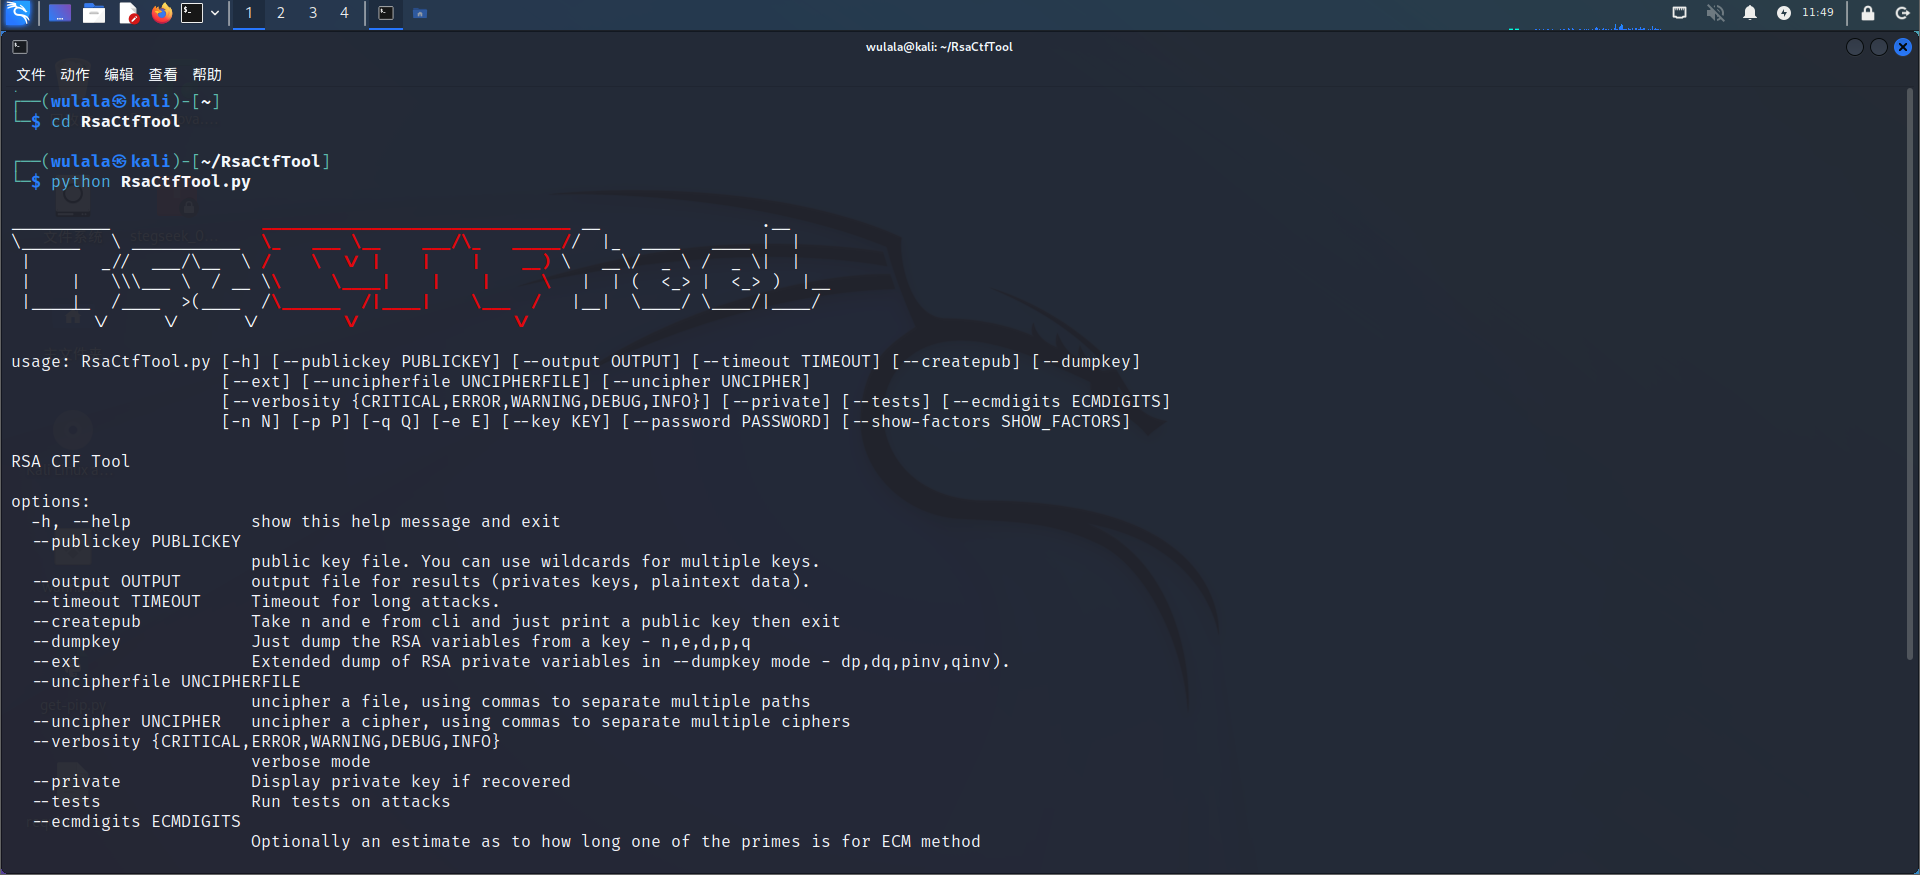 1 2 3 4
11:49
wulala@kali: ~/RsaCtfTool
文件 动作 编辑 查看 帮助
┌──(wulala㉿kali)-[~]
└─$ cd RsaCtfTool
┌──(wulala㉿kali)-[~/RsaCtfTool]
└─$ python RsaCtfTool.py
RsaCtfTool
usage: RsaCtfTool.py [-h] [--publickey PUBLICKEY] [--output OUTPUT] [--timeout TIMEOUT] [--createpub] [--dumpkey]
[--ext] [--uncipherfile UNCIPHERFILE] [--uncipher UNCIPHER]
[--verbosity {CRITICAL,ERROR,WARNING,DEBUG,INFO}] [--private] [--tests] [--ecmdigits ECMDIGITS]
[-n N] [-p P] [-q Q] [-e E] [--key KEY] [--password PASSWORD] [--show-factors SHOW_FACTORS]
RSA CTF Tool
options:
-h, --help show this help message and exit
--publickey PUBLICKEY
public key file. You can use wildcards for multiple keys.
--output OUTPUT output file for results (privates keys, plaintext data).
--timeout TIMEOUT Timeout for long attacks.
--createpub Take n and e from cli and just print a public key then exit
--dumpkey Just dump the RSA variables from a key - n,e,d,p,q
--ext Extended dump of RSA private variables in --dumpkey mode - dp,dq,pinv,qinv).
--uncipherfile UNCIPHERFILE
uncipher a file, using commas to separate multiple paths
--uncipher UNCIPHER uncipher a cipher, using commas to separate multiple ciphers
--verbosity {CRITICAL,ERROR,WARNING,DEBUG,INFO}
verbose mode
--private Display private key if recovered
--tests Run tests on attacks
--ecmdigits ECMDIGITS
Optionally an estimate as to how long one of the primes is for ECM method